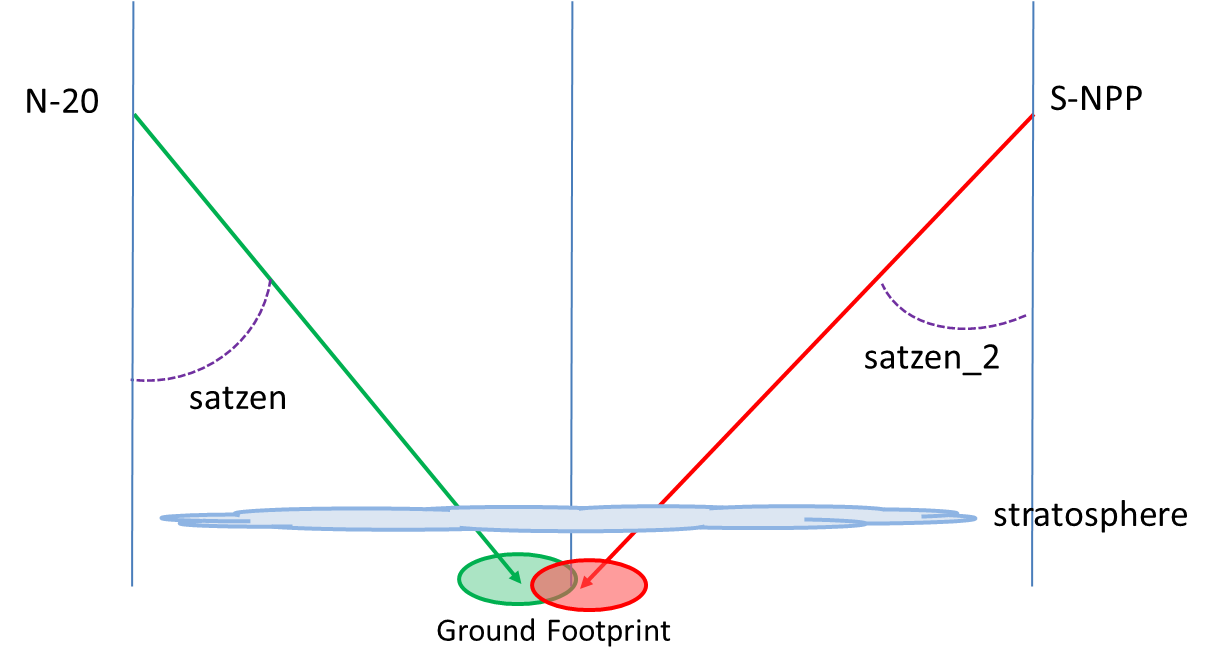 N-20
S-NPP
satzen
satzen_2
stratosphere
Ground Footprint